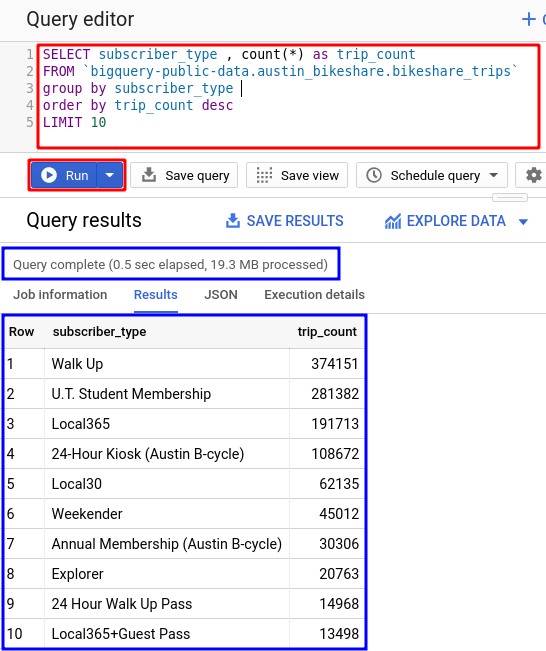 Query editor
1 SELECT subscriber_type , count(*) as trip_count
2 FROM `bigquery-public-data.austin_bikeshare.bikeshare_trips`
3 group by subscriber_type
4 order by trip_count desc
5 LIMIT 10
Run Save query Save view Schedule query
Query results SAVE RESULTS EXPLORE DATA
Query complete (0.5 sec elapsed, 19.3 MB processed)
Job information Results JSON Execution details
Row subscriber_type trip_count
1 Walk Up 374151
2 U.T. Student Membership 281382
3 Local365 191713
4 24-Hour Kiosk (Austin B-cycle) 108672
5 Local30 62135
6 Weekender 45012
7 Annual Membership (Austin B-cycle) 30306
8 Explorer 20763
9 24 Hour Walk Up Pass 14968
10 Local365+Guest Pass 13498